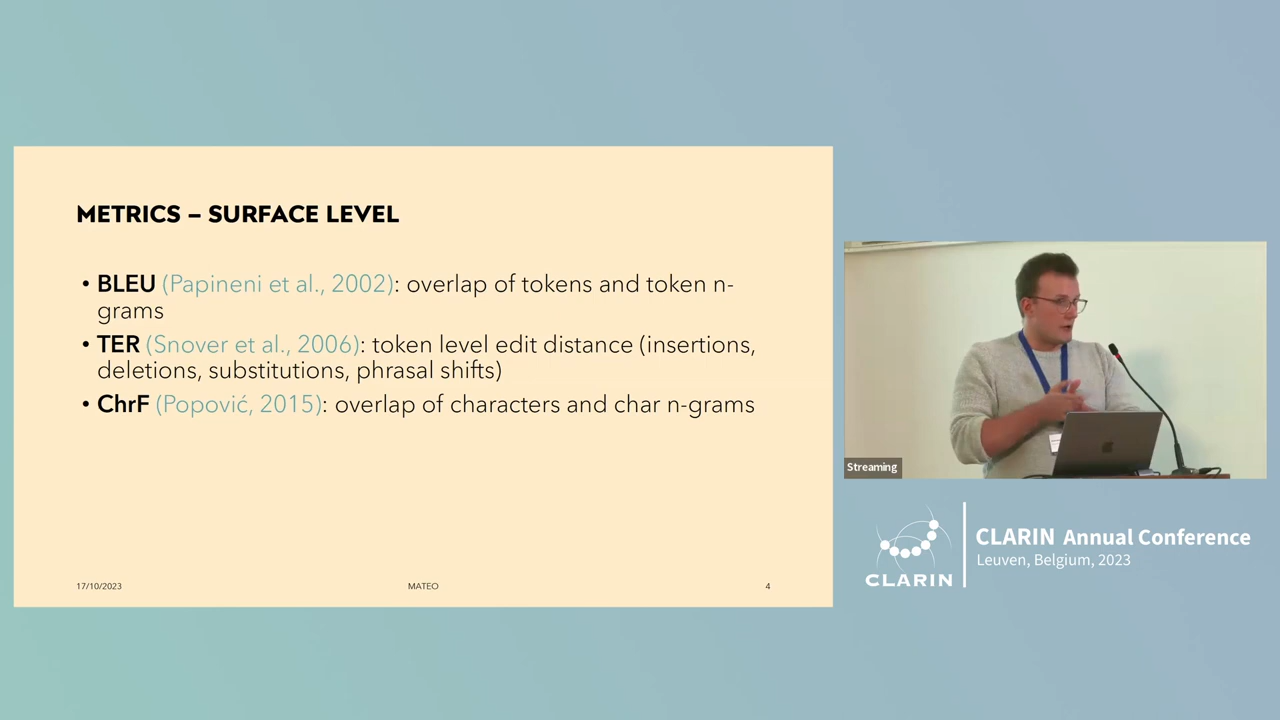 METRICS – SURFACE LEVEL
• BLEU (Papineni et al., 2002): overlap of tokens and token n-
grams
• TER (Snover et al., 2006): token level edit distance (insertions,
deletions, substitutions, phrasal shifts)
• ChrF (Popović, 2015): overlap of characters and char n-grams
17/10/2023
MATEO
4
Streaming
CLARIN
CLARIN Annual Conference
Leuven, Belgium, 2023